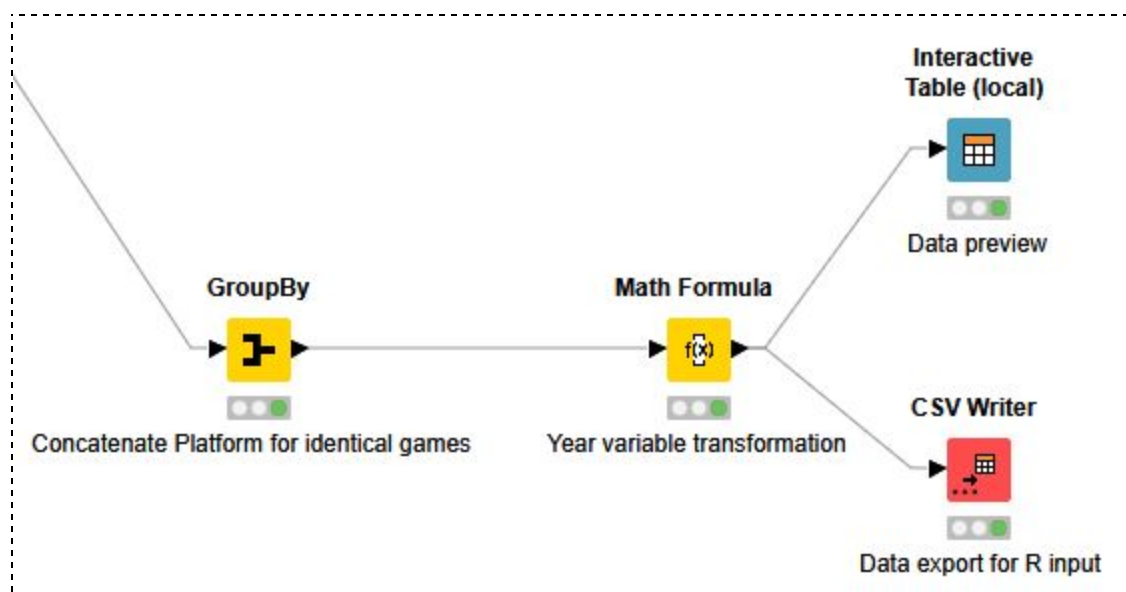 Interactive
Table (local)
Data preview
GroupBy
Concatenate Platform for identical games
Math Formula
f(x)
Year variable transformation
CSV Writer
Data export for R input